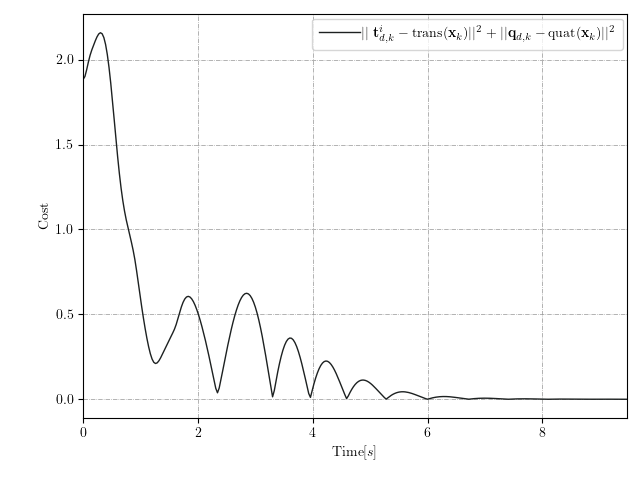 || t^i_{d,k} − trans(x_k)||² + ||q_{d,k} − quat(x_k)||²
2.0
1.5
1.0
0.5
0.0
Cost
0 2 4 6 8
Time[s]